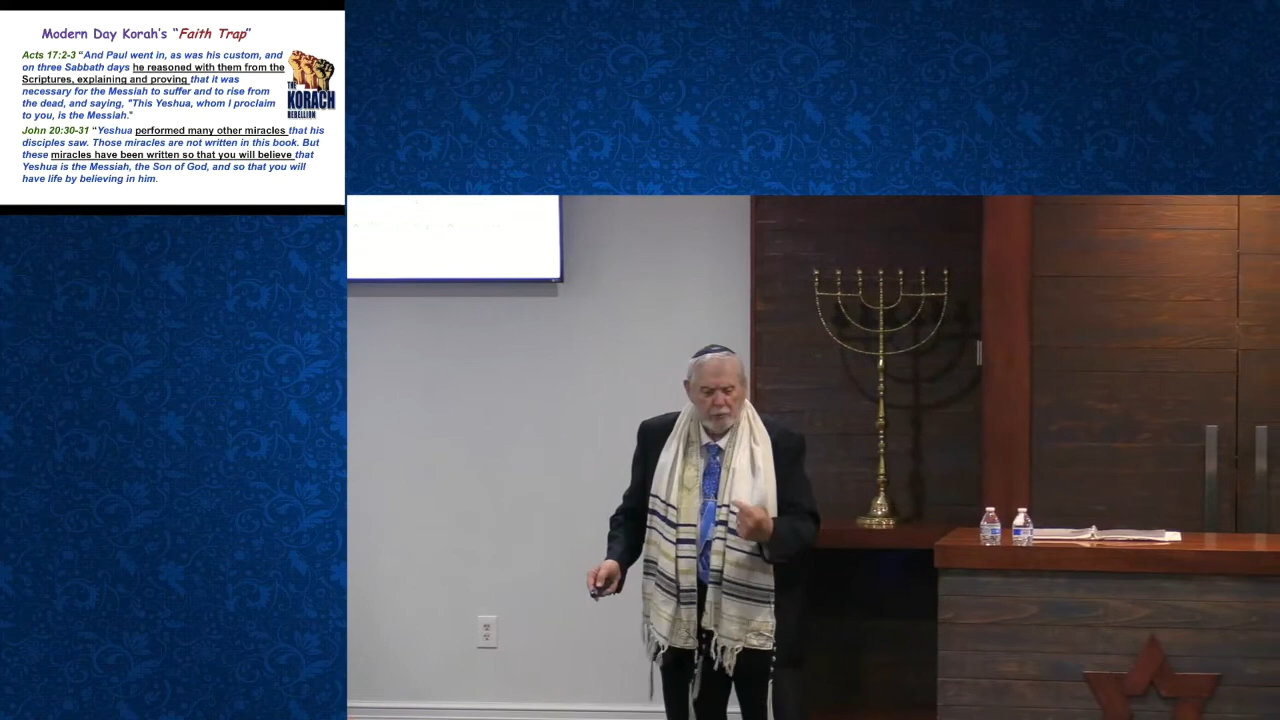 Modern Day Korah's "Faith Trap"
Acts 17:2-3 "And Paul went in, as was his custom, and
on three Sabbath days he reasoned with them from the
Scriptures, explaining and proving that it was
necessary for the Messiah to suffer and to rise from
the dead, and saying, "This Yeshua, whom I proclaim
to you, is the Messiah."
THE
KORACH
REBELLION
John 20:30-31 "Yeshua performed many other miracles that his
disciples saw. Those miracles are not written in this book. But
these miracles have been written so that you will believe that
Yeshua is the Messiah, the Son of God, and so that you will
have life by believing in him.